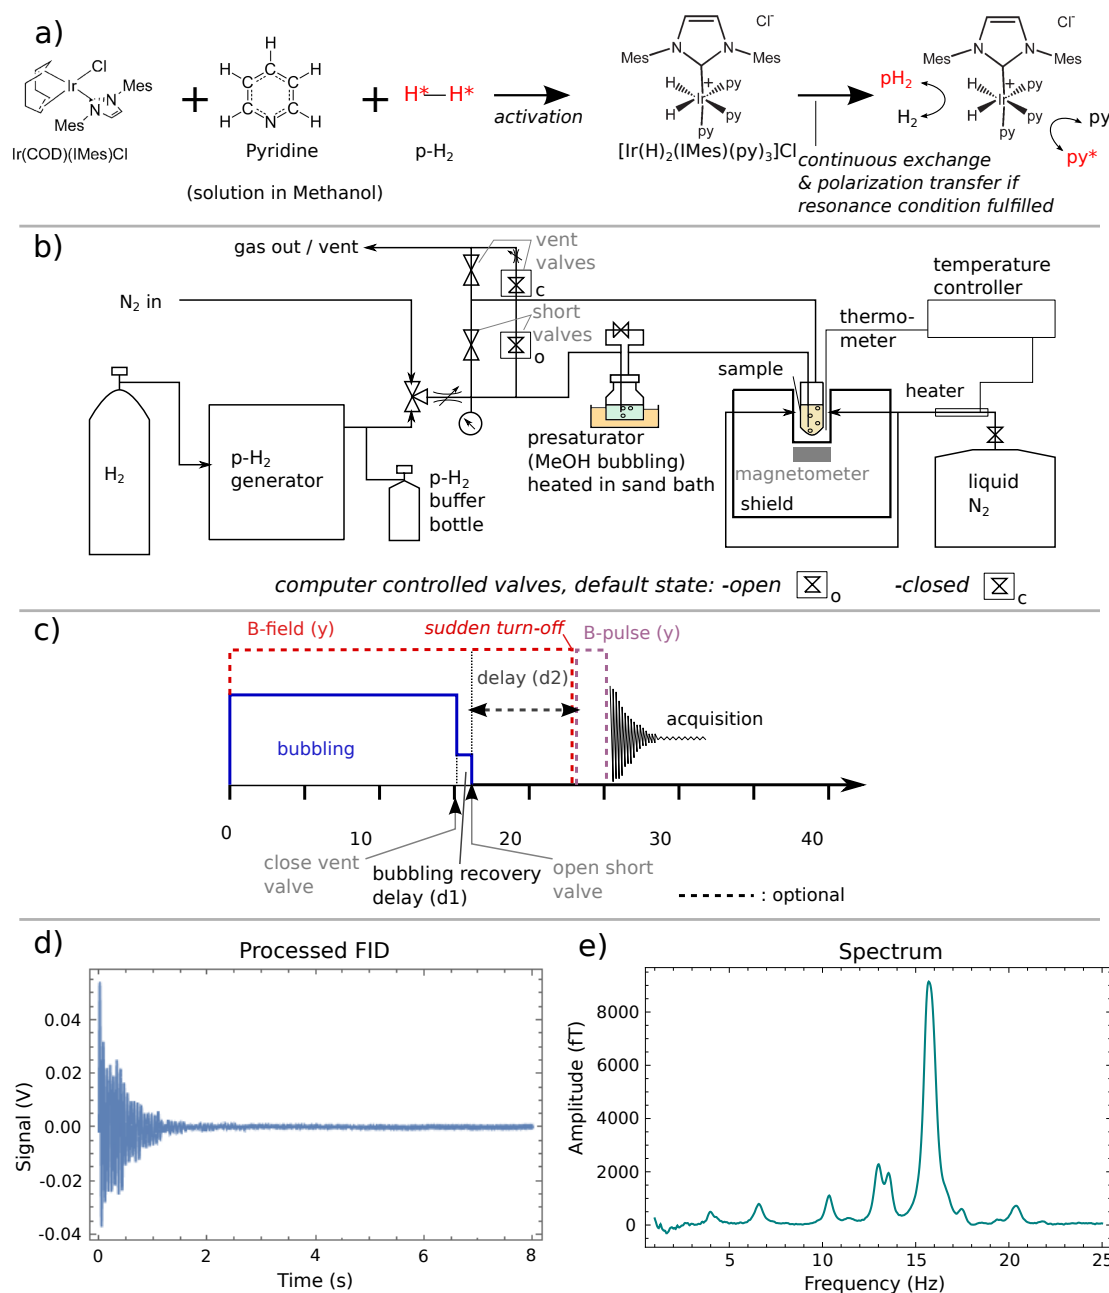 a)
Ir
Cl
Mes
N
N
Mes
Ir(COD)(IMes)Cl
+
H
H C C C H
C C
H N H
Pyridine
(solution in Methanol)
+
H* H*
p-H₂
activation
Cl⁻
N N
Mes Mes
H + py
Ir
H py
py
[Ir(H)₂(IMes)(py)₃]Cl
continuous exchange
& polarization transfer if
resonance condition fulfilled
pH₂
H₂
Cl⁻
N N
Mes Mes
H + py
Ir
H py
py
py
py*
b)
gas out / vent
vent
valves
c
N₂ in
short
valves
o
temperature
controller
thermo-
meter
sample
heater
H₂
p-H₂
generator
p-H₂
buffer
bottle
presaturator
(MeOH bubbling)
heated in sand bath
magnetometer
shield
liquid
N₂
computer controlled valves, default state: -open o -closed c
c)
B-field (y)
sudden turn-off
B-pulse (y)
delay (d2)
acquisition
bubbling
0 10 20 30 40
close vent
valve
bubbling recovery
delay (d1)
open short
valve
: optional
d)
Processed FID
0.04
0.02
0.00
-0.02
-0.04
Signal (V)
0 2 4 6 8
Time (s)
e)
Spectrum
8000
6000
4000
2000
0
Amplitude (fT)
5 10 15 20 25
Frequency (Hz)